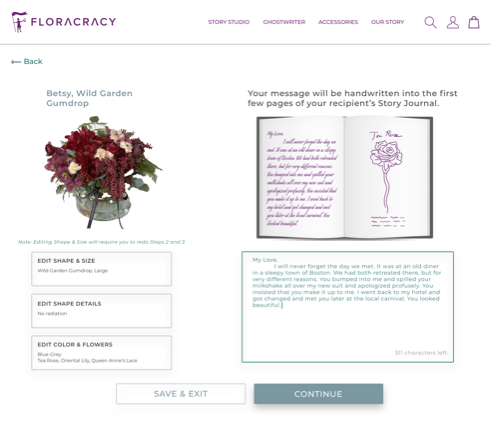 FLORACRACY
STORY STUDIO
GHOSTWRITER
ACCESSORIES
OUR STORY
Back
Betsy, Wild Garden
Gumdrop
Note: Editing Shape & Size will require you to redo Steps 2 and 3
EDIT SHAPE & SIZE
Wild Garden Gumdrop, Large
EDIT SHAPE DETAILS
No radiation
EDIT COLOR & FLOWERS
Blue-Grey
Tea Rose, Oriental Lily, Queen Anne's Lace
Your message will be handwritten into the first
few pages of your recipient's Story Journal.
My Love,
I will never forget the day we
met. It was at an old diner in a sleepy
town of Boston. We had both retreated
there, but for very different reasons.
You bumped into me and spilled your
milkshake all over my new suit and
apologized profusely. You insisted that
you make it up to me. I went back to
my hotel and got changed and met
you later at the local carnival. You
looked beautiful.
Tea Rose
My Love,
I will never forget the day we met. It was at an old diner
in a sleepy town of Boston. We had both retreated there, but for
very different reasons. You bumped into me and spilled your
milkshake all over my new suit and apologized profusely. You
insisted that you make it up to me. I went back to my hotel and
got changed and met you later at the local carnival. You looked
beautiful.
311 characters left
SAVE & EXIT
CONTINUE